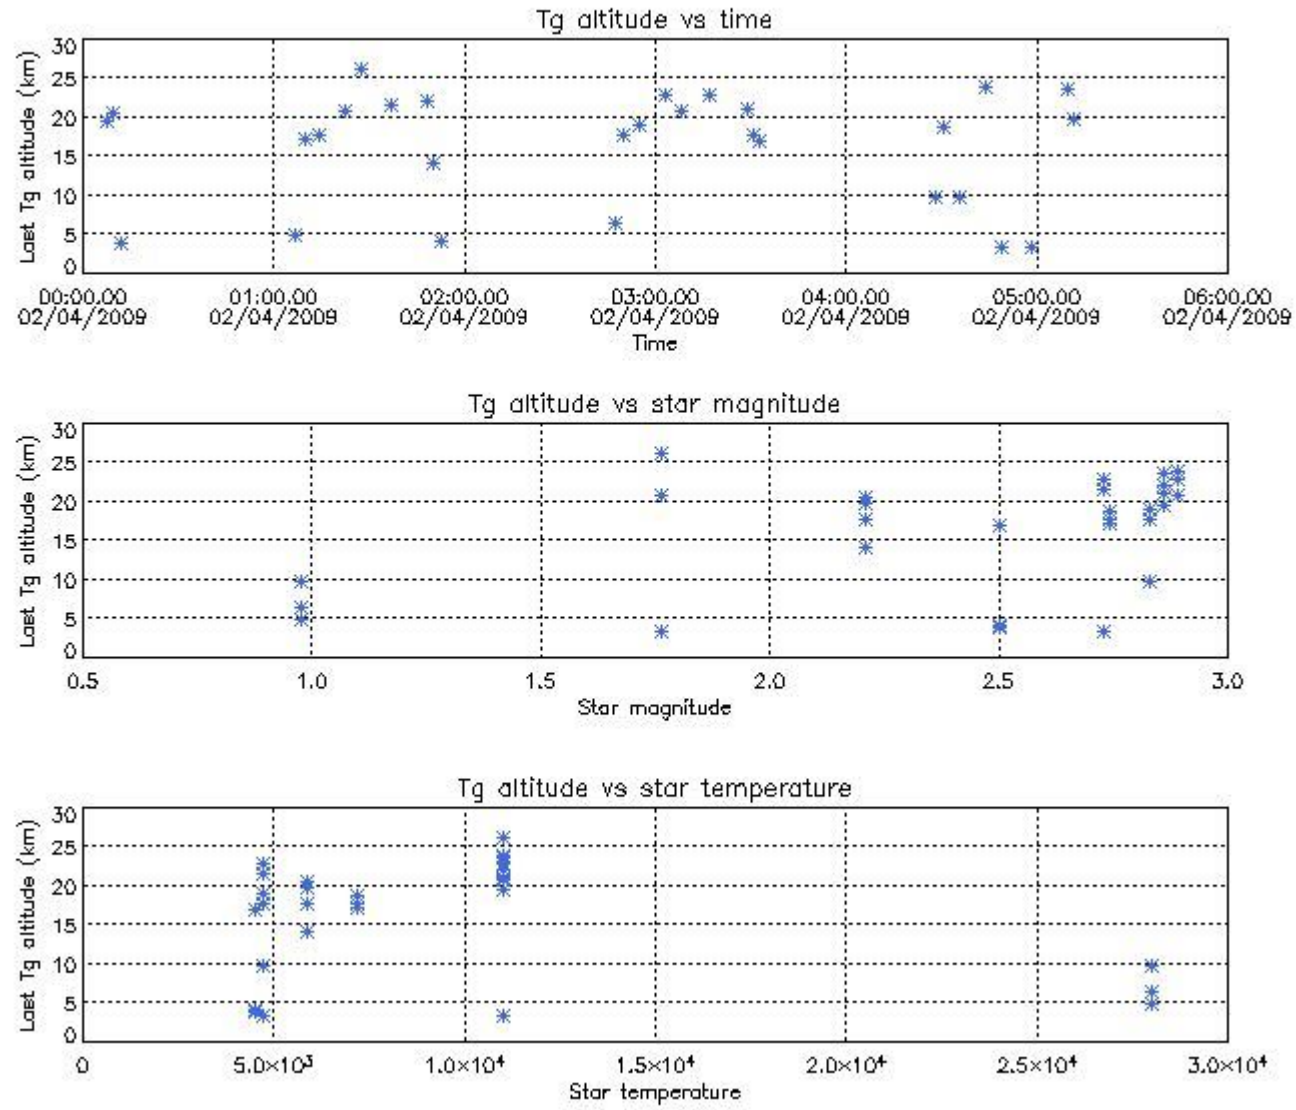 Tg altitude vs time
Last Tg altitude (km)
30
25
20
15
10
5
0
00:00.00 01:00.00 02:00.00 03:00.00 04:00.00 05:00.00 06:00.00
02/04/2009 02/04/2009 02/04/2009 02/04/2009 02/04/2009 02/04/2009 02/04/2009
Time
Tg altitude vs star magnitude
Last Tg altitude (km)
30
25
20
15
10
5
0
0.5 1.0 1.5 2.0 2.5 3.0
Star magnitude
Tg altitude vs star temperature
Last Tg altitude (km)
30
25
20
15
10
5
0
0 5.0×10³ 1.0×10⁴ 1.5×10⁴ 2.0×10⁴ 2.5×10⁴ 3.0×10⁴
Star temperature